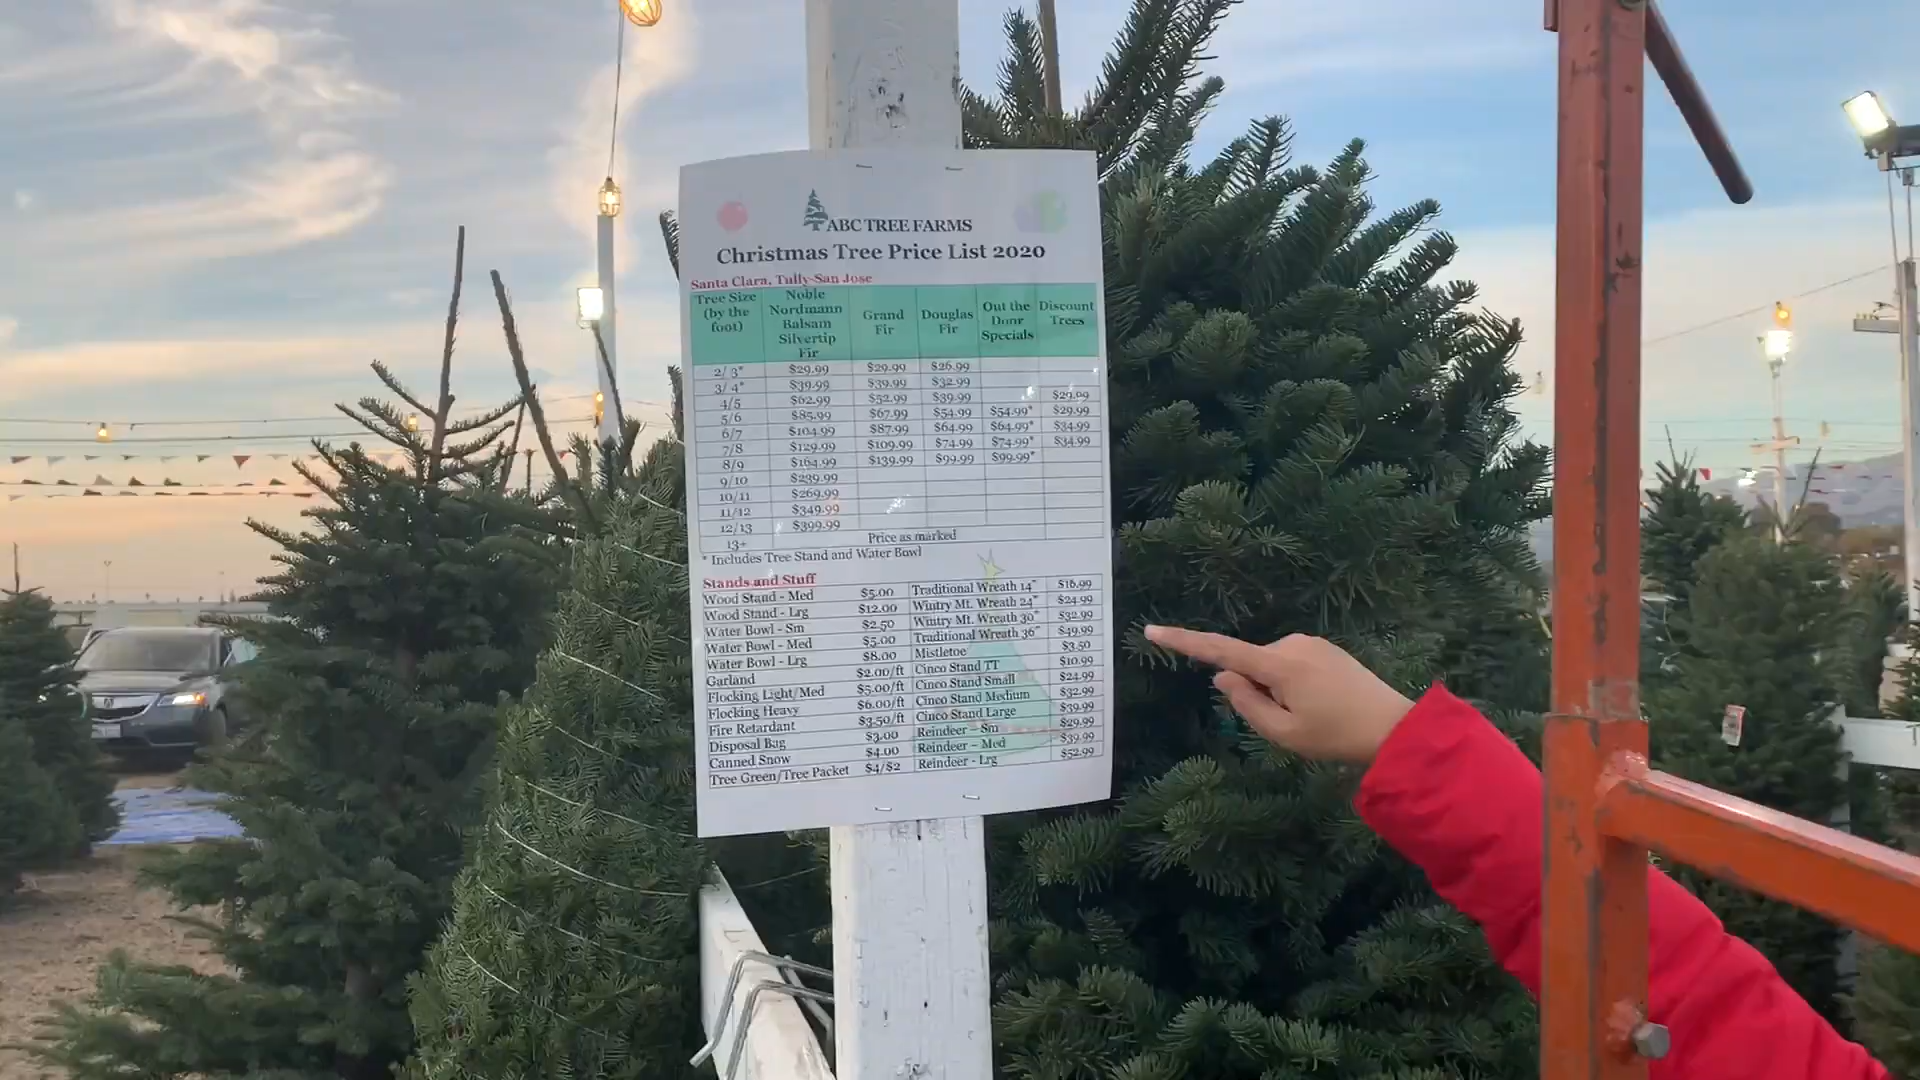 ABC TREE FARMS
Christmas Tree Price List 2020
Santa Clara, Tully-San Jose
Tree Size (by the foot) Noble Nordmann Balsam Silvertip Fir Grand Fir Douglas Fir Out the Door Specials Discount Trees
2/3* $29.99 $29.99 $26.99
3/4* $39.99 $39.99 $32.99
4/5 $62.99 $52.99 $39.99 $29.99
5/6 $85.99 $67.99 $54.99 $54.99* $29.99
6/7 $104.99 $87.99 $64.99 $64.99* $34.99
7/8 $129.99 $109.99 $74.99 $74.99* $34.99
8/9 $164.99 $139.99 $99.99 $99.99*
9/10 $239.99
10/11 $269.99
11/12 $349.99
12/13 $399.99
13+ Price as marked
* Includes Tree Stand and Water Bowl
Stands and Stuff
Wood Stand - Med $5.00 Traditional Wreath 14" $16.99
Wood Stand - Lrg $12.00 Wintry Mt. Wreath 24" $24.99
Water Bowl - Sm $2.50 Wintry Mt. Wreath 30" $32.99
Water Bowl - Med $5.00 Traditional Wreath 36" $49.99
Water Bowl - Lrg $8.00 Mistletoe $3.50
Garland $2.00/ft Cinco Stand TT $10.99
Flocking Light/Med $5.00/ft Cinco Stand Small $24.99
Flocking Heavy $6.00/ft Cinco Stand Medium $32.99
Fire Retardant $3.50/ft Cinco Stand Large $39.99
Disposal Bag $3.00 Reindeer - Sm $29.99
Canned Snow $4.00 Reindeer - Med $39.99
Tree Green/Tree Packet $4/$2 Reindeer - Lrg $52.99